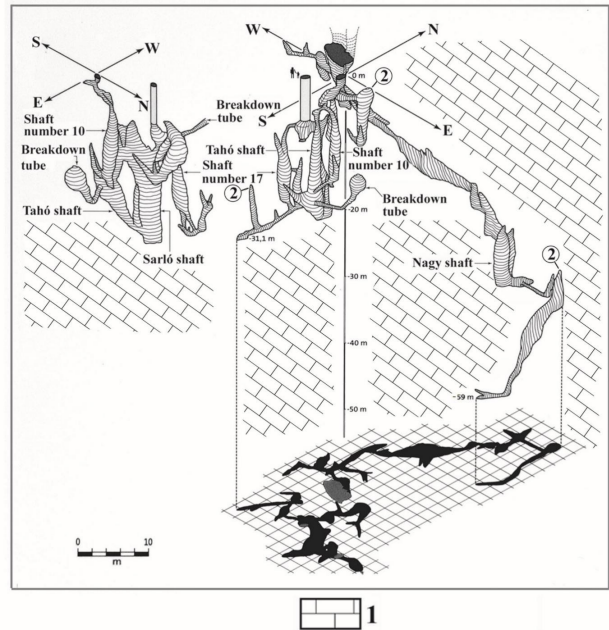 S
W
E
N
Shaft
number 10
Breakdown
tube
Tahó shaft
Sarló shaft
Breakdown
tube
Shaft
number 17
W
N
S
E
0 m
2
Tahó shaft
Shaft
number 10
2
Breakdown
tube
-20 m
-31,1 m
Nagy shaft
2
-30 m
-40 m
-50 m
-59 m
0
10
m
1